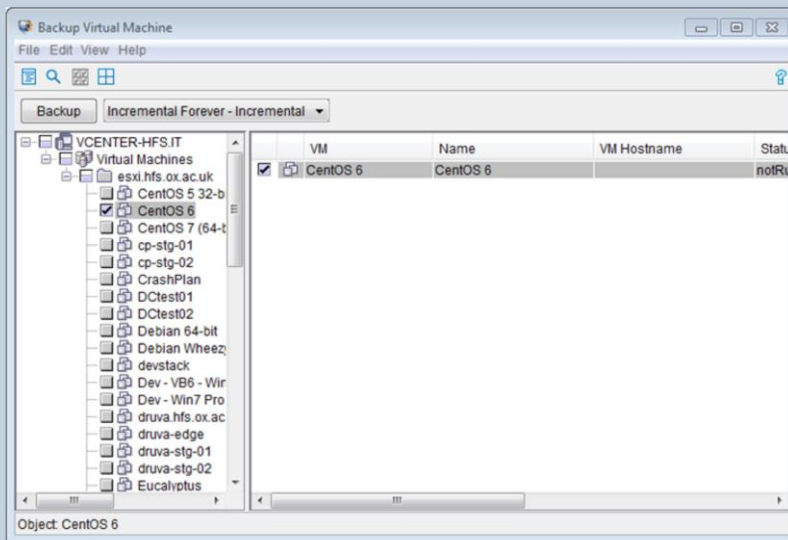 Backup Virtual Machine
File Edit View Help
Backup Incremental Forever - Incremental
VCENTER-HFS.IT
Virtual Machines
esxi.hfs.ox.ac.uk
CentOS 5 32-b
CentOS 6
CentOS 7 (64-b
cp-stg-01
cp-stg-02
CrashPlan
DCtest01
DCtest02
Debian 64-bit
Debian Wheezy
devstack
Dev - VB6 - Win
Dev - Win7 Pro
druva.hfs.ox.ac
druva-edge
druva-stg-01
druva-stg-02
Eucalyptus
VM Name VM Hostname Statu
CentOS 6 CentOS 6 notRu
Object: CentOS 6